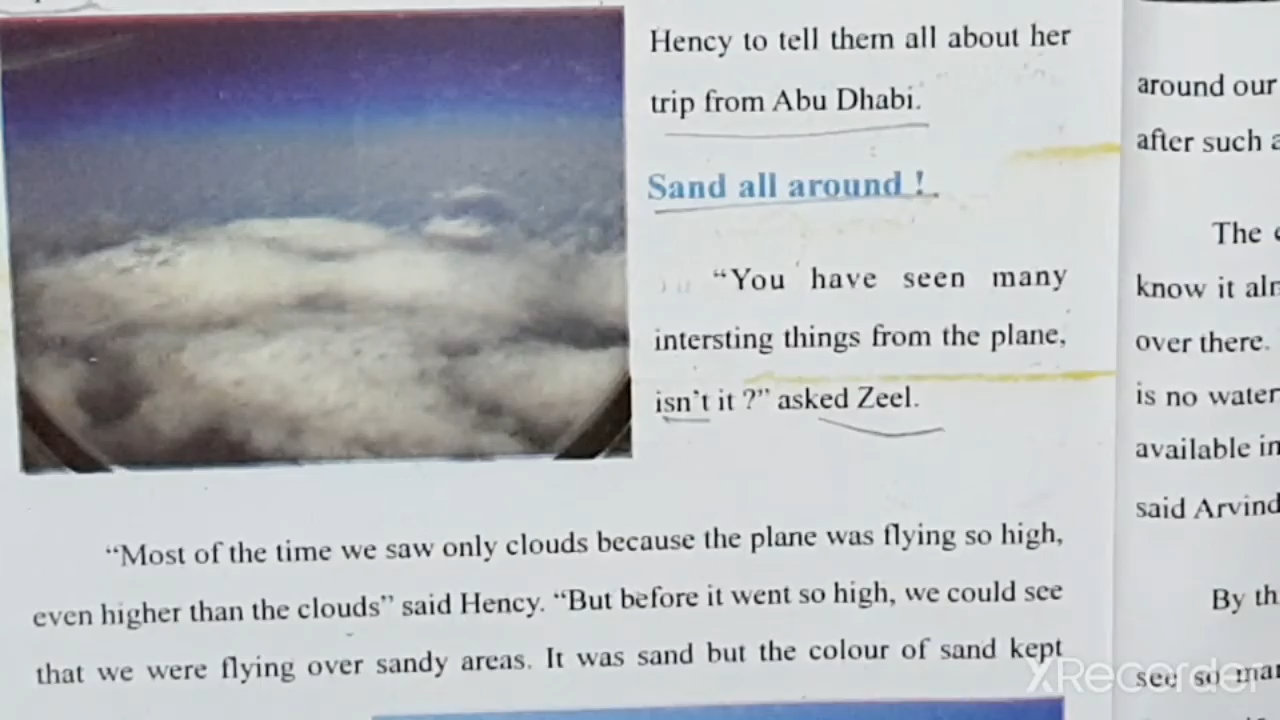 Hency to tell them all about her
trip from Abu Dhabi.
Sand all around !
“You have seen many
intersting things from the plane,
isn’t it ?” asked Zeel.
“Most of the time we saw only clouds because the plane was flying so high,
even higher than the clouds” said Hency. “But before it went so high, we could see
that we were flying over sandy areas. It was sand but the colour of sand kept
around our
after such
The
know it
over there.
is no water
available in
said Arvind
By
see so
XRecorder